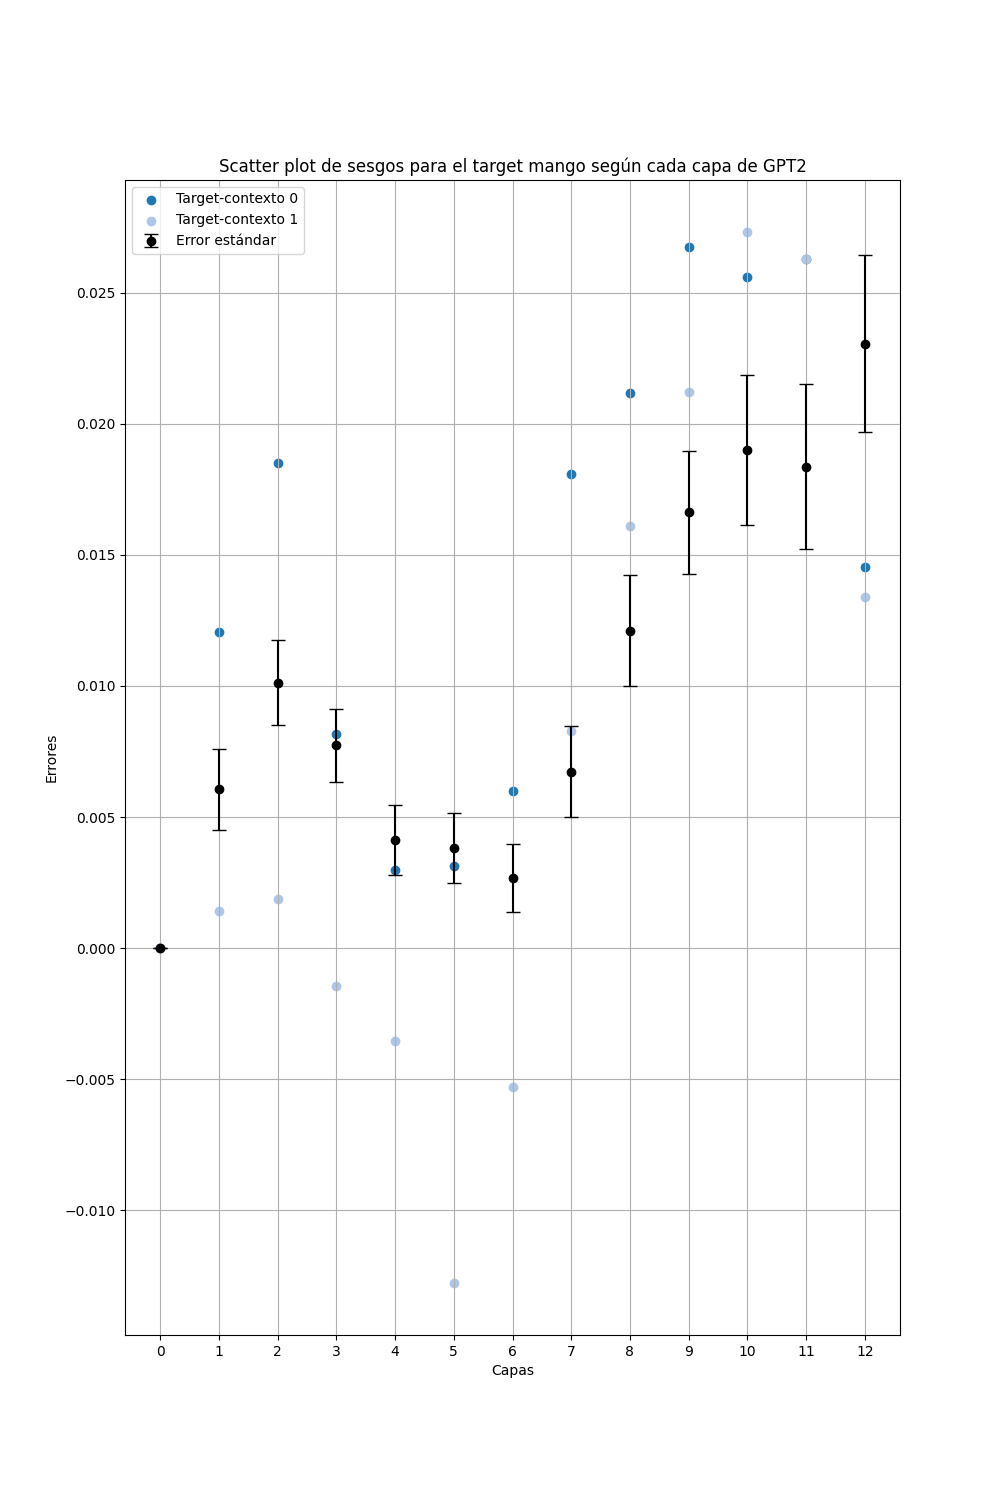 Scatter plot de sesgos para el target mango según cada capa de GPT2
Target-contexto 0
Target-contexto 1
Error estándar
0.025
0.020
0.015
0.010
0.005
0.000
−0.005
−0.010
Errores
0 1 2 3 4 5 6 7 8 9 10 11 12
Capas